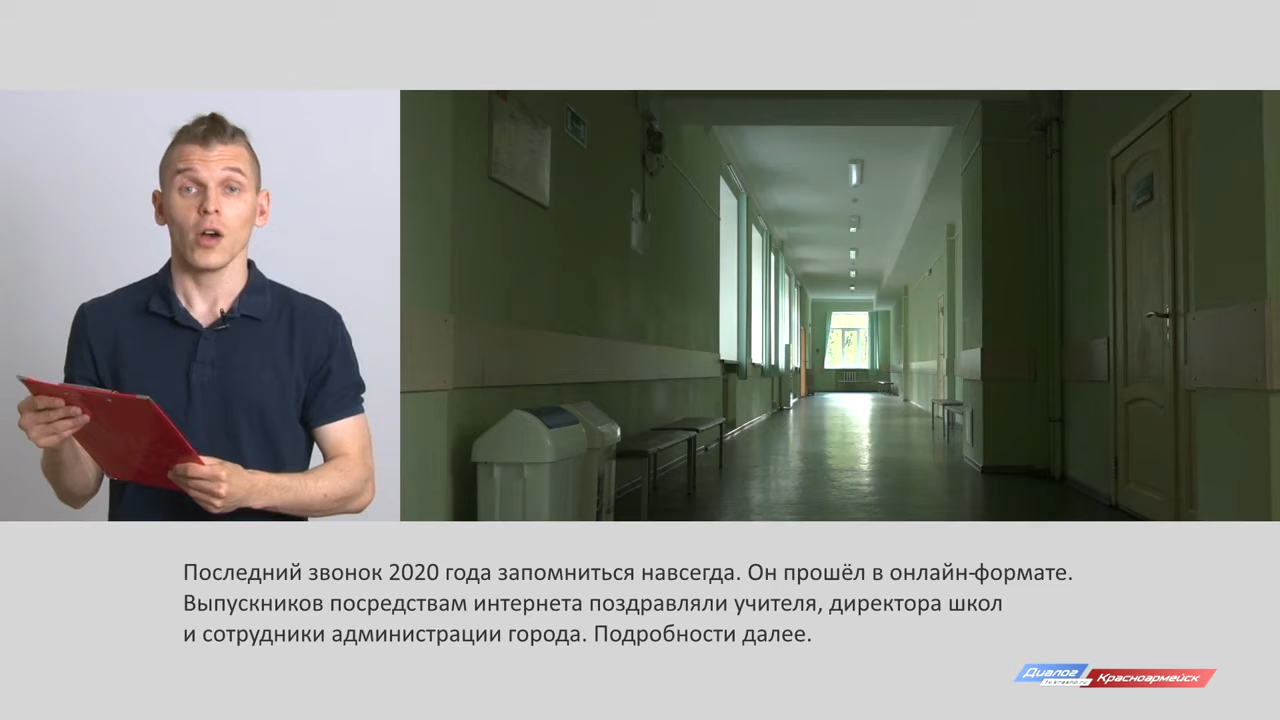 Последний звонок 2020 года запомниться навсегда. Он прошёл в онлайн-формате.
Выпускников посредствам интернета поздравляли учителя, директора школ
и сотрудники администрации города. Подробности далее.
Диалог Красноармейск